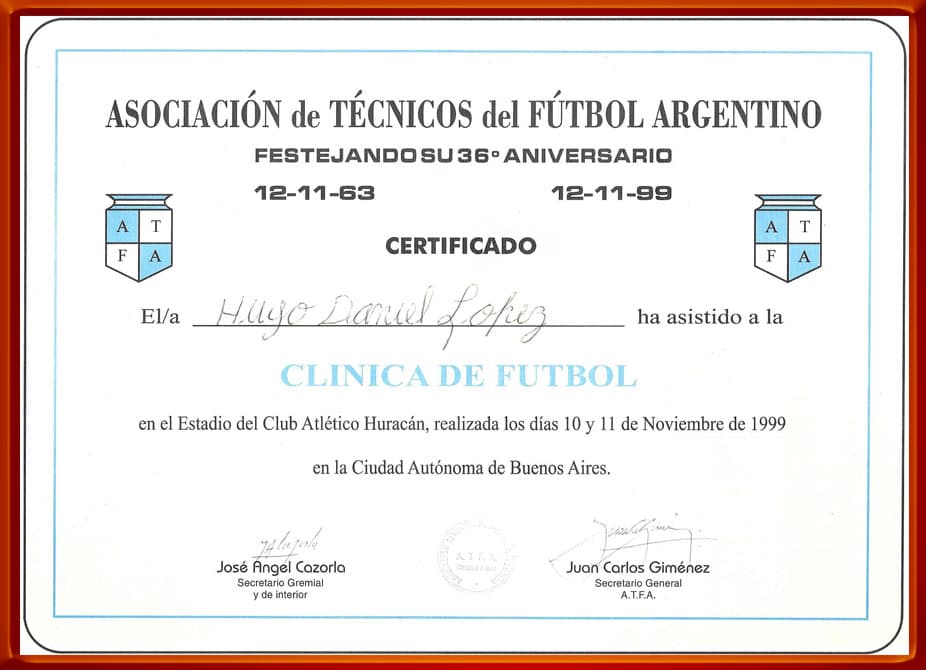 ASOCIACIÓN de TÉCNICOS del FÚTBOL ARGENTINO
FESTEJANDO SU 36º ANIVERSARIO
12-11-63 12-11-99
A T
F A
A T
F A
CERTIFICADO
El/a Hugo Daniel Lopez ha asistido a la
CLINICA DE FUTBOL
en el Estadio del Club Atlético Huracán, realizada los días 10 y 11 de Noviembre de 1999
en la Ciudad Autónoma de Buenos Aires.
A. T. F. A.
José Angel Cazorla
Secretario Gremial
y de interior
Juan Carlos Giménez
Secretario General
A.T.F.A.